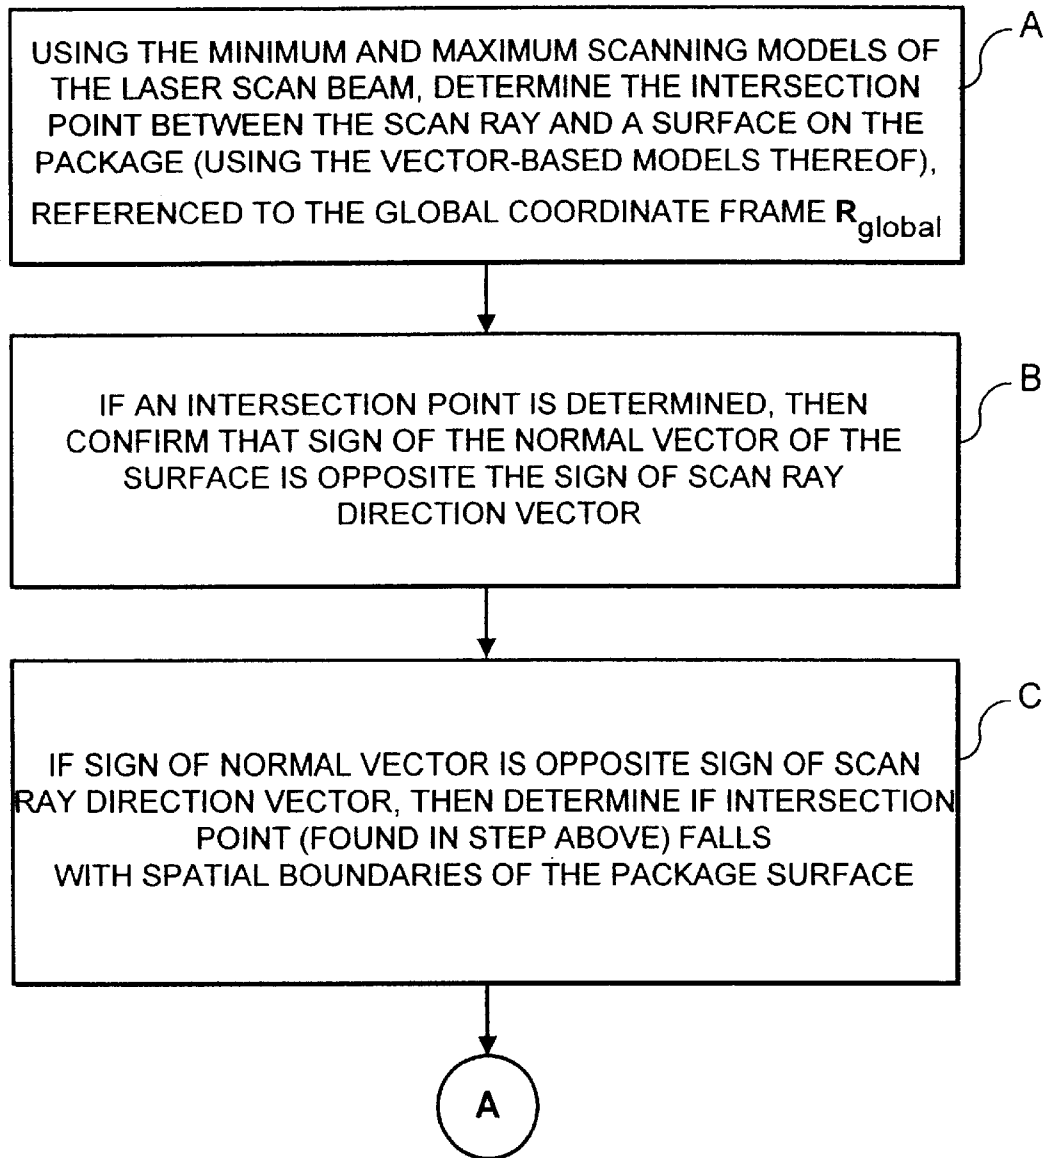 A
USING THE MINIMUM AND MAXIMUM SCANNING MODELS OF
THE LASER SCAN BEAM, DETERMINE THE INTERSECTION
POINT BETWEEN THE SCAN RAY AND A SURFACE ON THE
PACKAGE (USING THE VECTOR-BASED MODELS THEREOF),
REFERENCED TO THE GLOBAL COORDINATE FRAME Rglobal
B
IF AN INTERSECTION POINT IS DETERMINED, THEN
CONFIRM THAT SIGN OF THE NORMAL VECTOR OF THE
SURFACE IS OPPOSITE THE SIGN OF SCAN RAY
DIRECTION VECTOR
C
IF SIGN OF NORMAL VECTOR IS OPPOSITE SIGN OF SCAN
RAY DIRECTION VECTOR, THEN DETERMINE IF INTERSECTION
POINT (FOUND IN STEP ABOVE) FALLS
WITH SPATIAL BOUNDARIES OF THE PACKAGE SURFACE
A